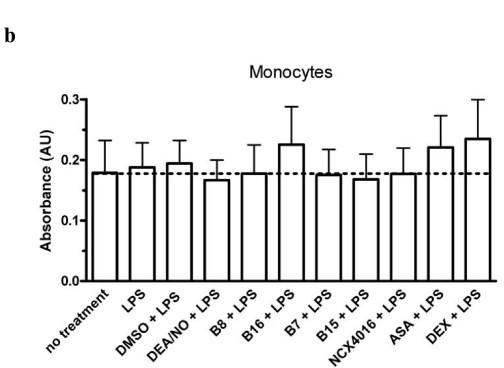 b
Monocytes
Absorbance (AU)
0.3
0.2
0.1
0.0
no treatment
LPS
DMSO + LPS
DEA/NO + LPS
B8 + LPS
B16 + LPS
B7 + LPS
B15 + LPS
NCX4016 + LPS
ASA + LPS
DEX + LPS